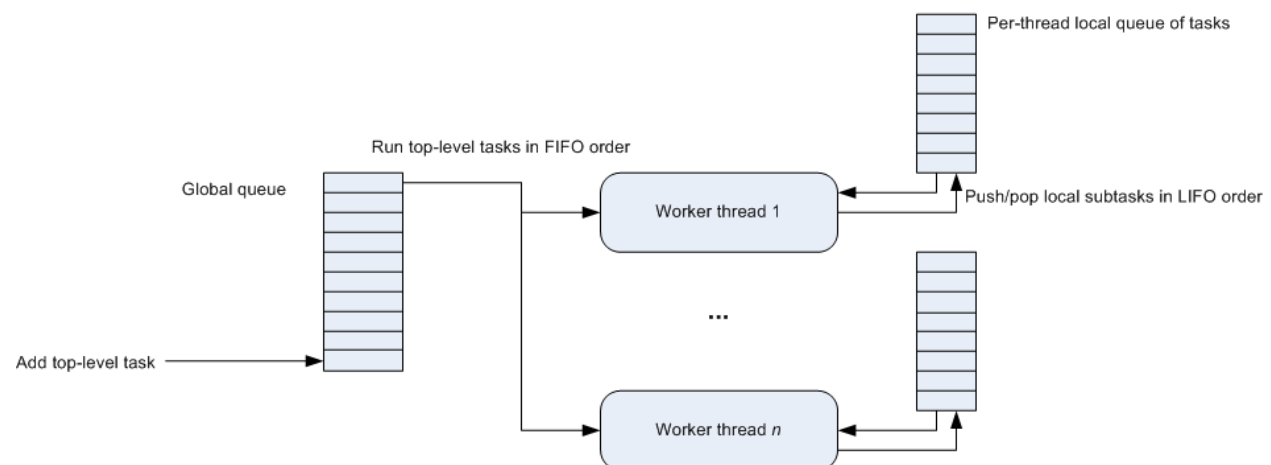 Per-thread local queue of tasks
Run top-level tasks in FIFO order
Global queue
Worker thread 1
Push/pop local subtasks in LIFO order
...
Add top-level task
Worker thread n